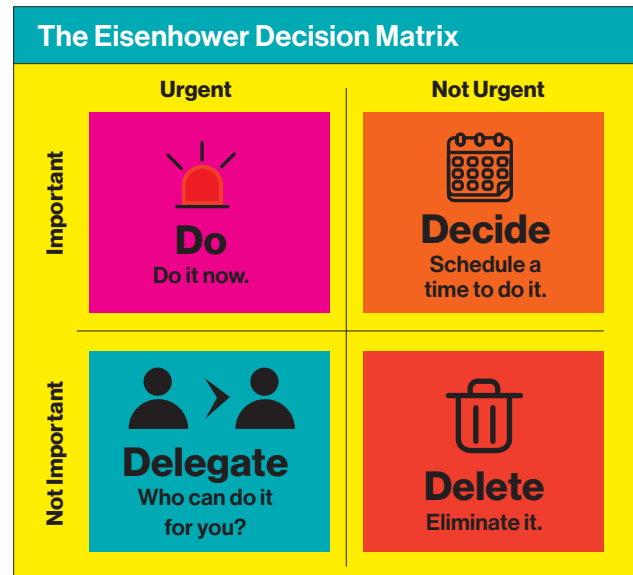 The Eisenhower Decision Matrix
Urgent
Not Urgent
Important
Do
Do it now.
Decide
Schedule a
time to do it.
Not Important
Delegate
Who can do it
for you?
Delete
Eliminate it.